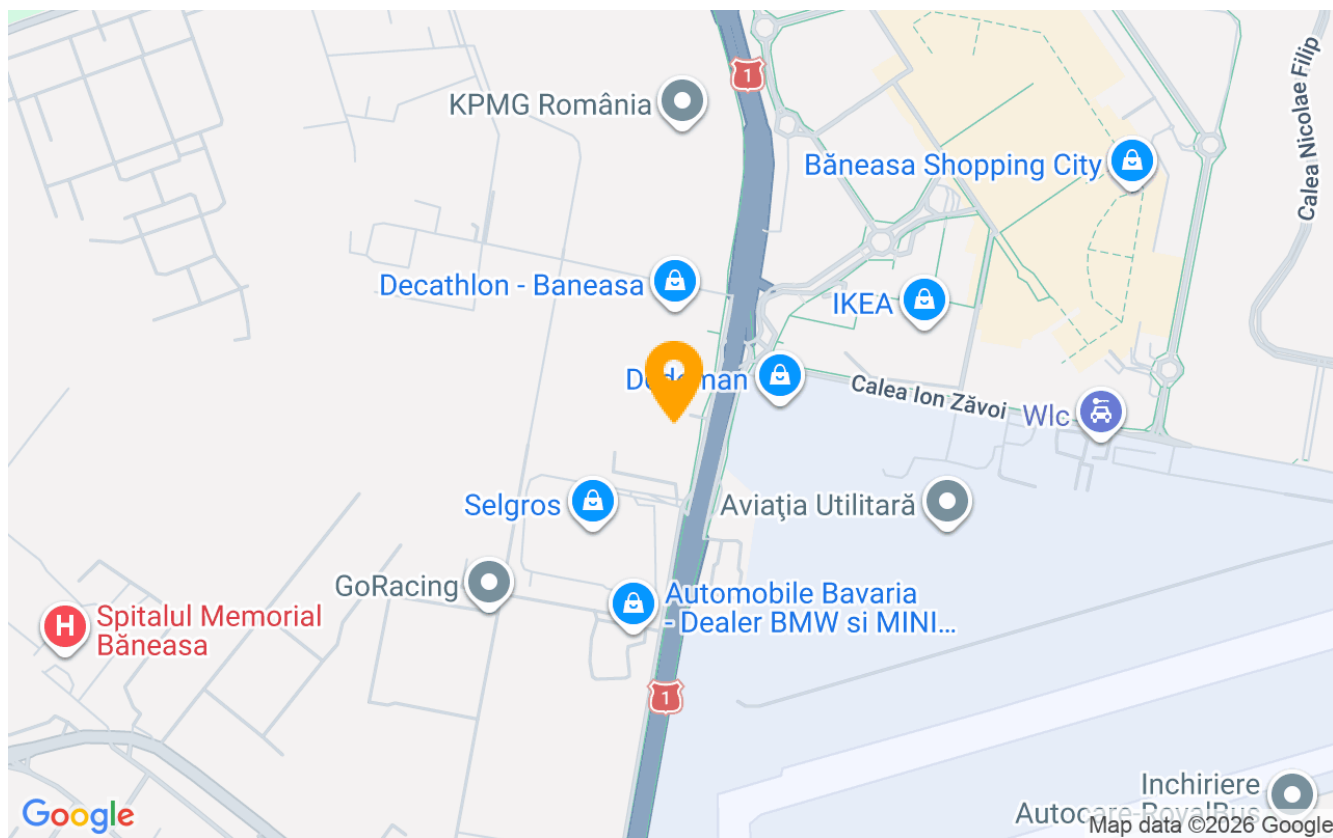 1
KPMG România
Calea Nicolae Filip
Băneasa Shopping City
Decathlon - Baneasa
IKEA
Calea Ion Zăvoi
Wlc
Selgros
Aviația Utilitară
GoRacing
Automobile Bavaria
- Dealer BMW si MINI...
H
Spitalul Memorial
Băneasa
1
Inchiriere
Autocare-RoyalBus
Google
Map data ©2026 Google